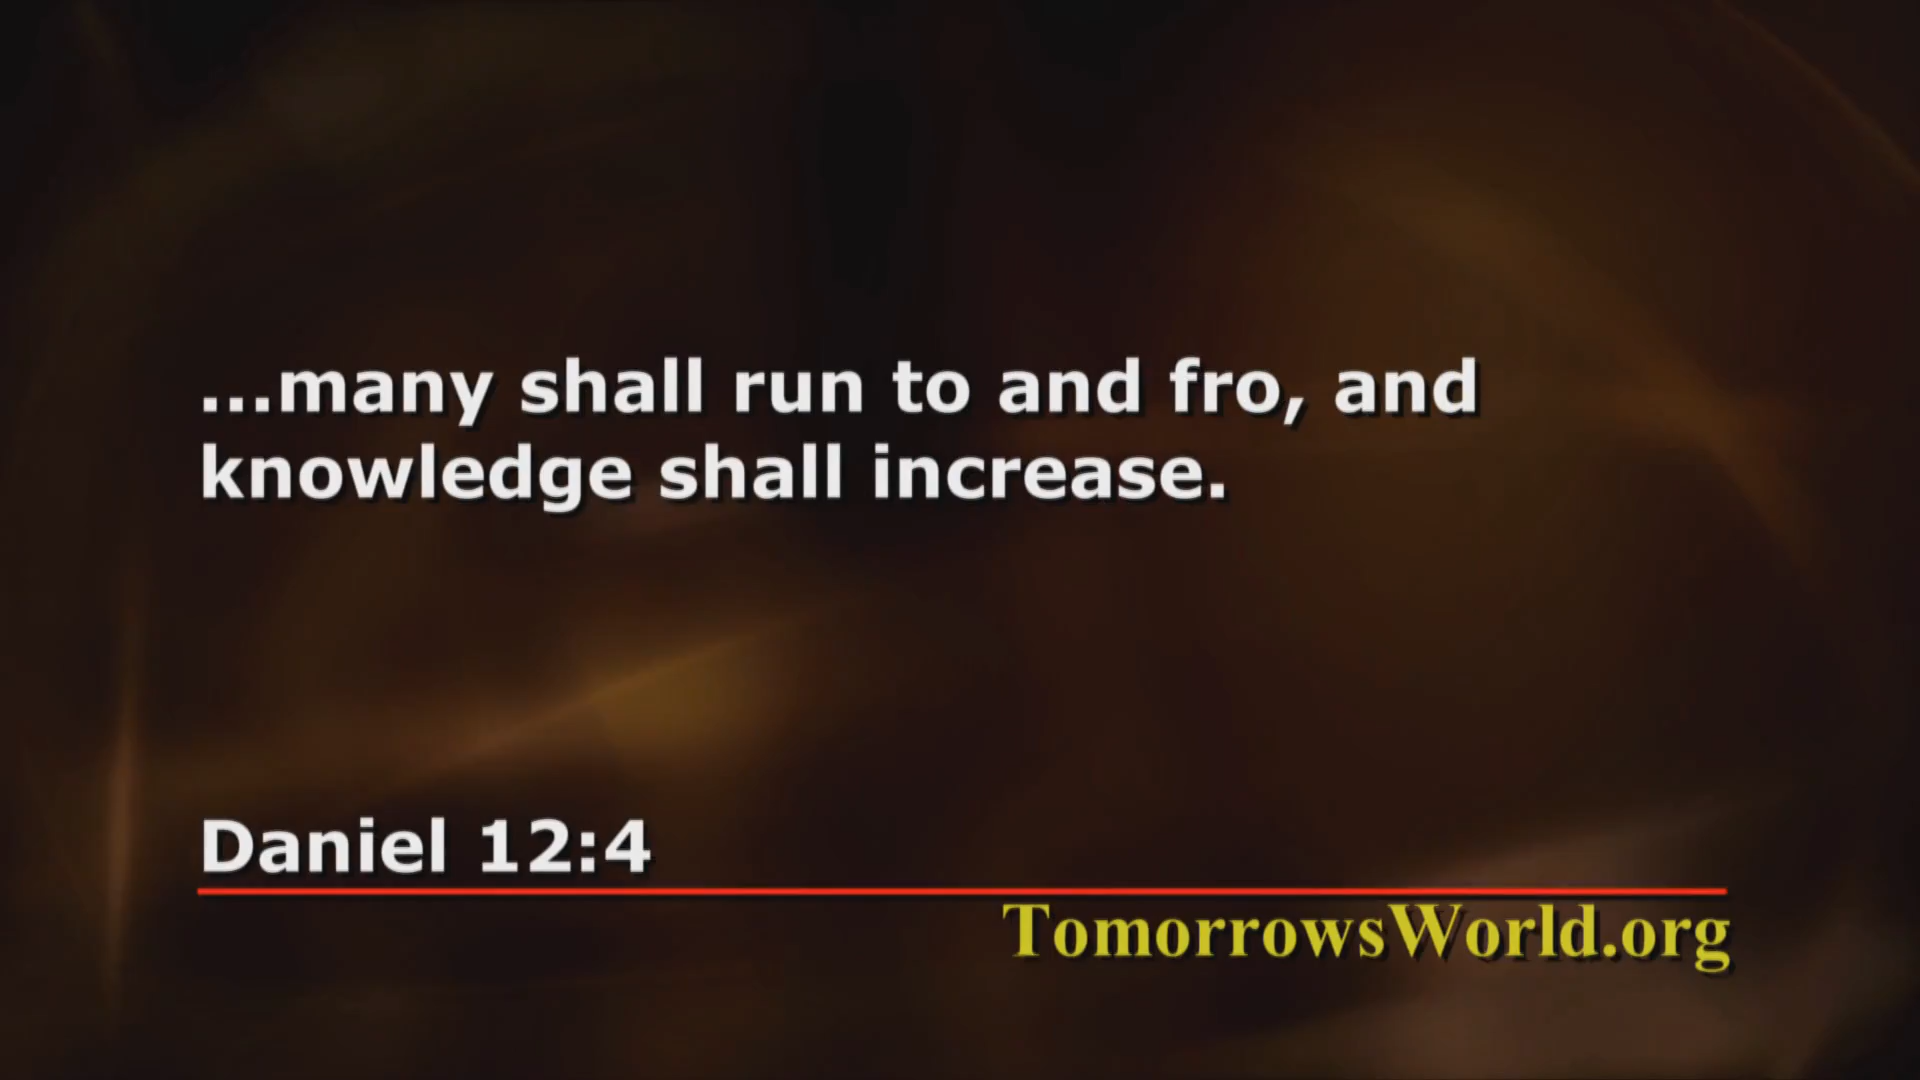 ...many shall run to and fro, and
knowledge shall increase.
Daniel 12:4
TomorrowsWorld.org